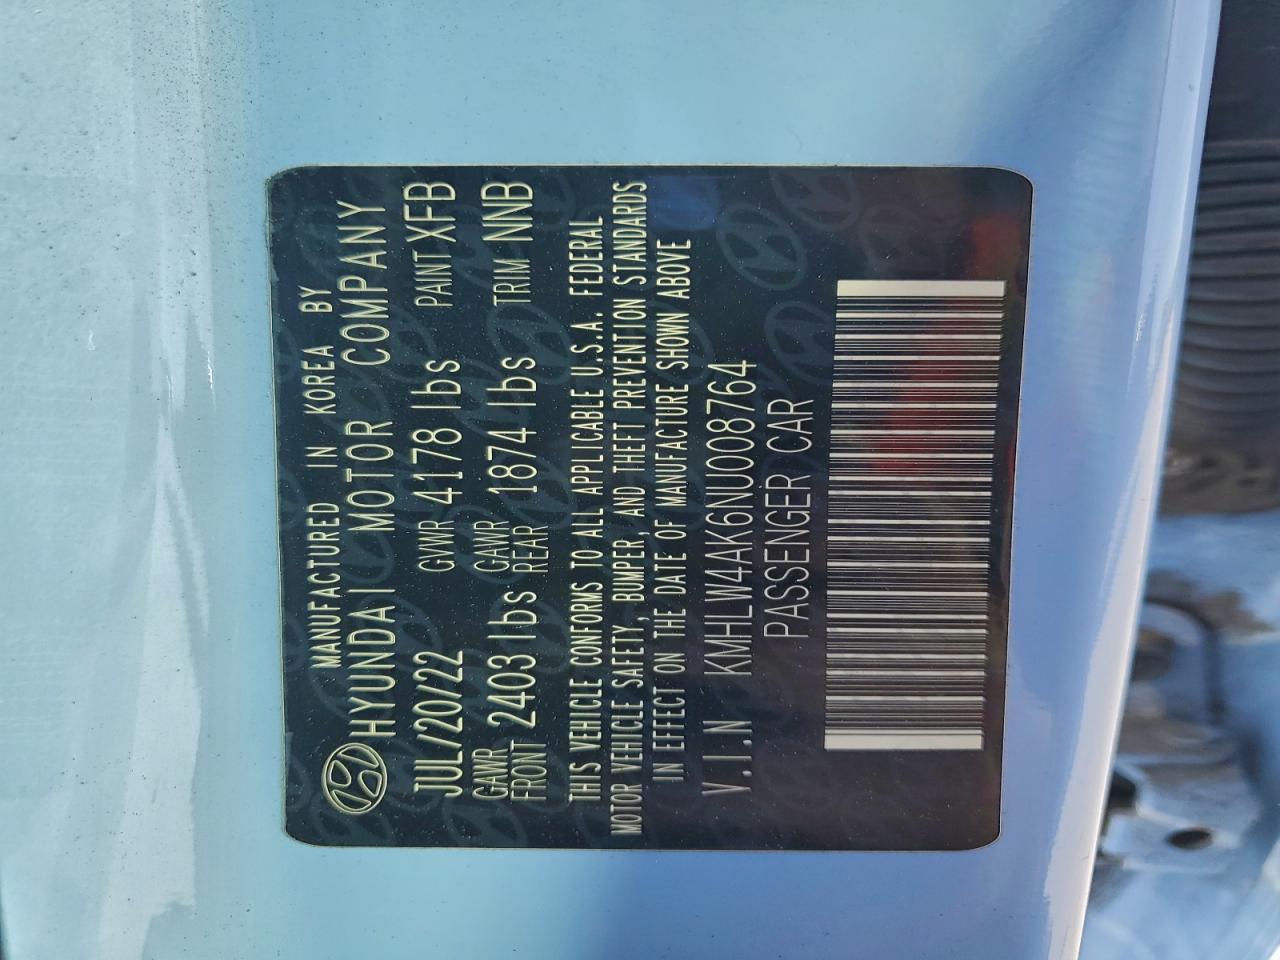 MANUFACTURED IN KOREA BY
HYUNDAI MOTOR COMPANY
JUL/20/22 GVWR 4178 lbs PAINT XFB
GAWR FRONT 2403 lbs GAWR REAR 1874 lbs TRIM NNB
THIS VEHICLE CONFORMS TO ALL APPLICABLE U.S.A. FEDERAL
MOTOR VEHICLE SAFETY, BUMPER, AND THEFT PREVENTION STANDARDS
IN EFFECT ON THE DATE OF MANUFACTURE SHOWN ABOVE
V.I.N KMHLW4AK6NU008764
PASSENGER CAR